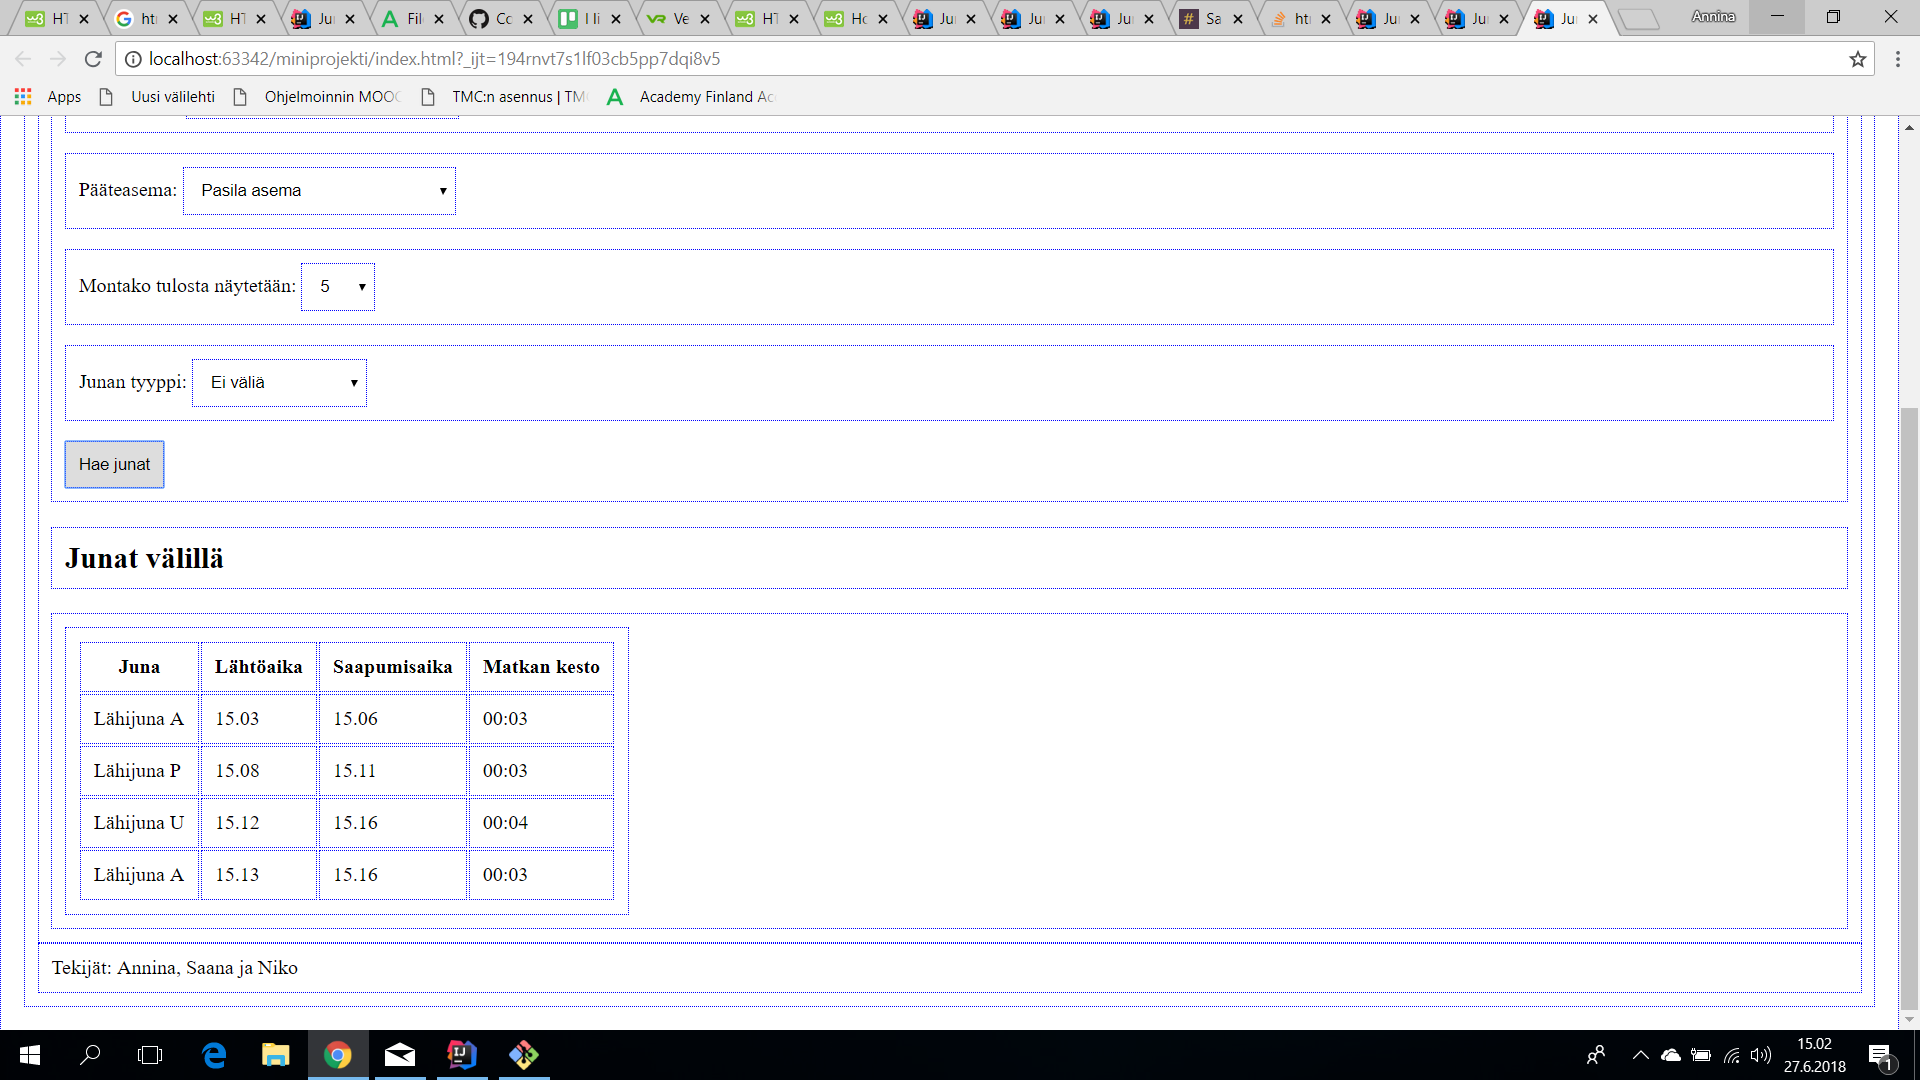 HT
ht
HT
Ju
File
Cc
I li
Ve
HT
Ho
Ju
Ju
Ju
Sa
ht
Ju
Ju
Ju
Annina
localhost:63342/miniprojekti/index.html?_ijt=194rnvt7s1lf03cb5pp7dqi8v5
Apps Uusi välilehti Ohjelmoinnin MOOC TMC:n asennus | TM Academy Finland Ac
Pääteasema: Pasila asema
Montako tulosta näytetään: 5
Junan tyyppi: Ei väliä
Hae junat
Junat välillä
Juna Lähtöaika Saapumisaika Matkan kesto
Lähijuna A 15.03 15.06 00:03
Lähijuna P 15.08 15.11 00:03
Lähijuna U 15.12 15.16 00:04
Lähijuna A 15.13 15.16 00:03
Tekijät: Annina, Saana ja Niko
15.02
27.6.2018
1